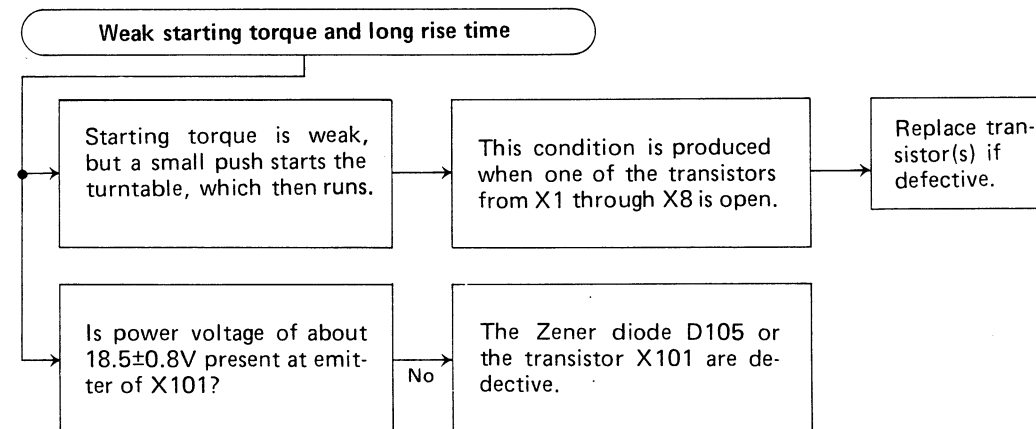 Weak starting torque and long rise time
Starting torque is weak,
but a small push starts the
turntable, which then runs.
This condition is produced
when one of the transistors
from X1 through X8 is open.
Replace tran-
sistor(s) if
defective.
Is power voltage of about
18.5±0.8V present at emit-
ter of X101?
No
The Zener diode D105 or
the transistor X101 are de-
dective.